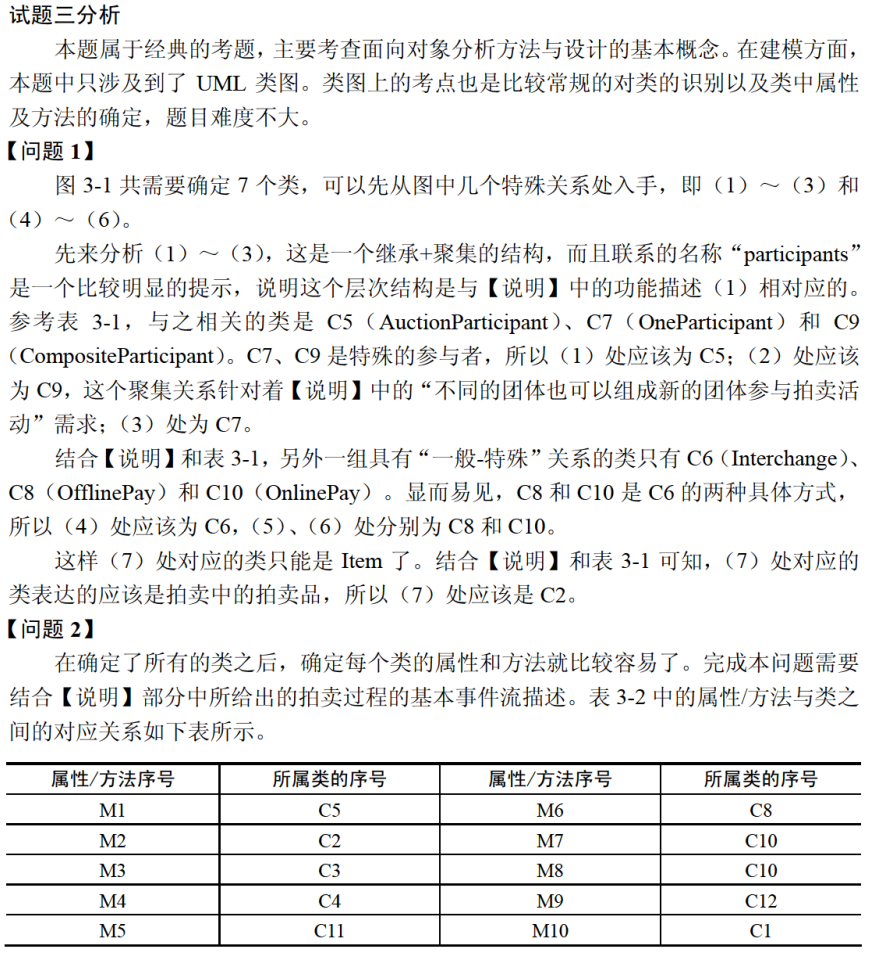 试题三分析
本题属于经典的考题，主要考查面向对象分析方法与设计的基本概念。在建模方面，
本题中只涉及到了 UML 类图。类图上的考点也是比较常规的对类的识别以及类中属性
及方法的确定，题目难度不大。
【问题 1】
图 3-1 共需要确定 7 个类，可以先从图中几个特殊关系处入手，即（1）～（3）和
（4）～（6）。
先来分析（1）～（3），这是一个继承+聚集的结构，而且联系的名称“participants”
是一个比较明显的提示，说明这个层次结构是与【说明】中的功能描述（1）相对应的。
参考表 3-1，与之相关的类是 C5（AuctionParticipant）、C7（OneParticipant）和 C9
（CompositeParticipant）。C7、C9 是特殊的参与者，所以（1）处应该为 C5；（2）处应该
为 C9，这个聚集关系针对着【说明】中的“不同的团体也可以组成新的团体参与拍卖活
动”需求；（3）处为 C7。
结合【说明】和表 3-1，另外一组具有“一般-特殊”关系的类只有 C6（Interchange）、
C8（OfflinePay）和 C10（OnlinePay）。显而易见，C8 和 C10 是 C6 的两种具体方式，
所以（4）处应该为 C6，（5）、（6）处分别为 C8 和 C10。
这样（7）处对应的类只能是 Item 了。结合【说明】和表 3-1 可知，（7）处对应的
类表达的应该是拍卖中的拍卖品，所以（7）处应该是 C2。
【问题 2】
在确定了所有的类之后，确定每个类的属性和方法就比较容易了。完成本问题需要
结合【说明】部分中所给出的拍卖过程的基本事件流描述。表 3-2 中的属性/方法与类之
间的对应关系如下表所示。
属性/方法序号 所属类的序号 属性/方法序号 所属类的序号
M1 C5 M6 C8
M2 C2 M7 C10
M3 C3 M8 C10
M4 C4 M9 C12
M5 C11 M10 C1